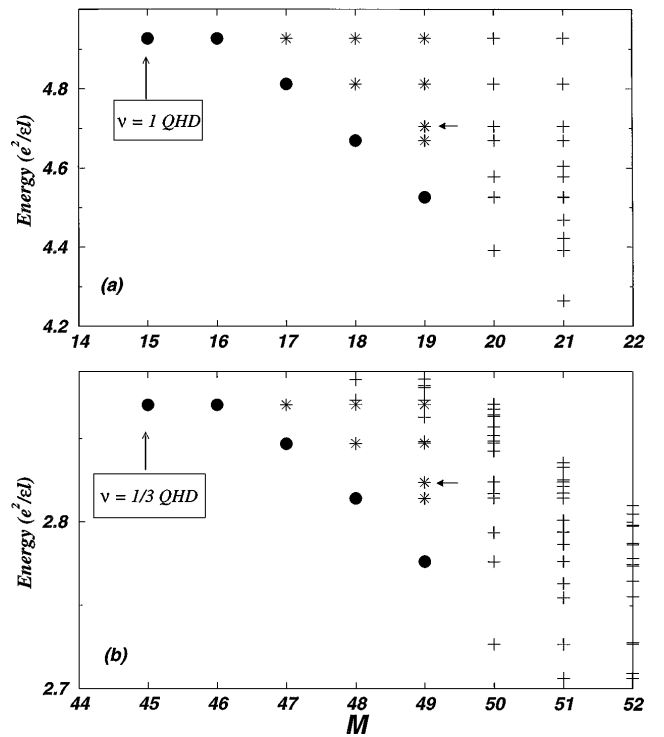 4.8
4.6
4.4
4.2
Energy (e²/εl)
ν = 1 QHD
(a)
14 15 16 17 18 19 20 21 22
2.8
2.7
Energy (e²/εl)
ν = 1/3 QHD
(b)
44 45 46 47 48 49 50 51 52
M